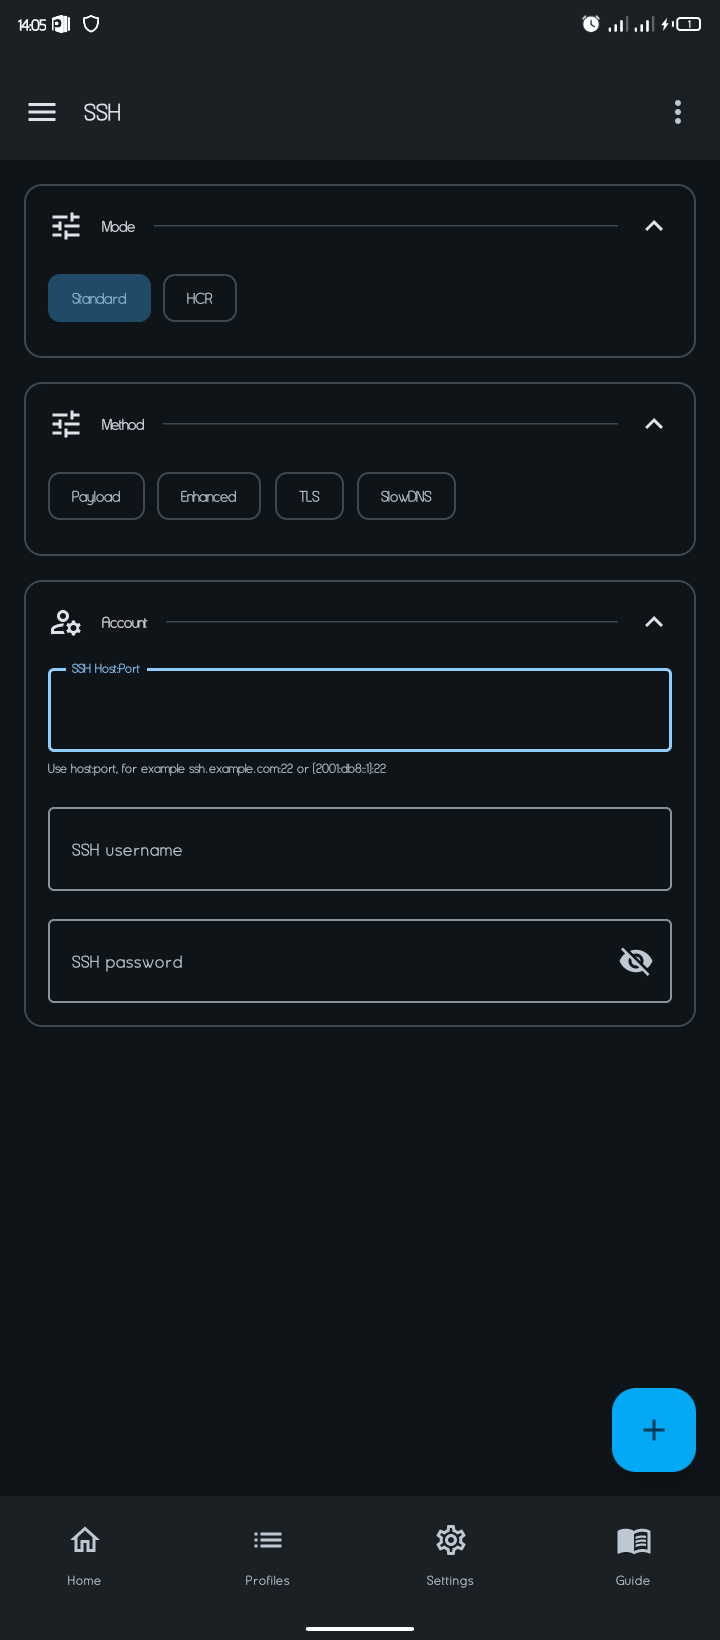 14:05
1
SSH
Mode
Standard HCR
Method
Payload Enhanced TLS SlowDNS
Account
SSH Host:Port
Use host:port, for example ssh.example.com:22 or [2001:db8::1]:22
SSH username
SSH password
Home Profiles Settings Guide